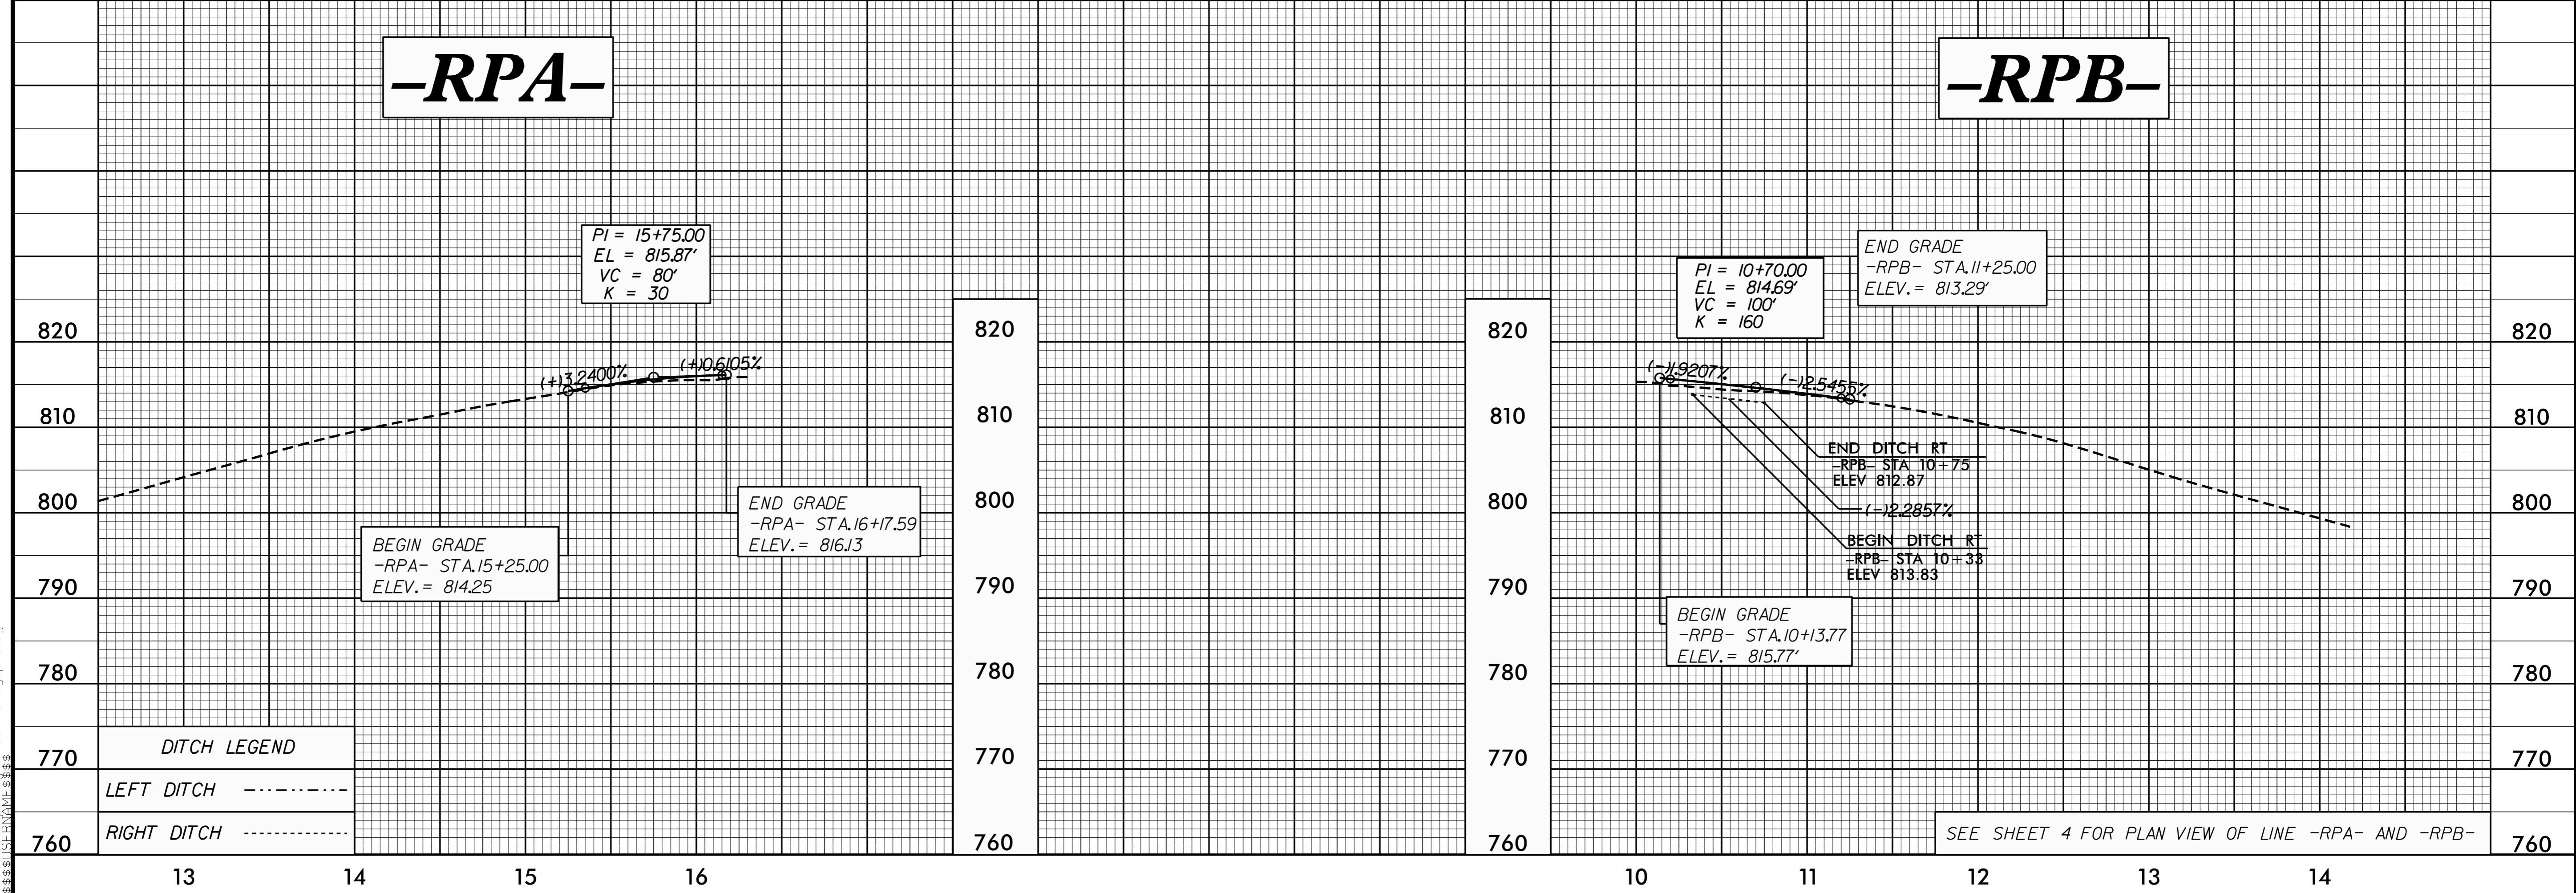 –RPA–
–RPB–
PI = 15+75.00
EL = 815.87'
VC = 80'
K = 30
PI = 10+70.00
EL = 814.69'
VC = 100'
K = 160
END GRADE
-RPB- STA.11+25.00
ELEV.= 813.29'
820
820
820
820
(+)3.2400%
(+)0.6105%
(-)1.9207%
(-)2.5455%
810
810
810
810
END DITCH RT
-RPB- STA 10+75
ELEV 812.87
800
800
800
800
(-)2.2857%
END GRADE
-RPA- STA.16+17.59
ELEV.= 816.13
BEGIN GRADE
-RPA- STA.15+25.00
ELEV.= 814.25
BEGIN DITCH RT
-RPB- STA 10+33
ELEV 813.83
790
790
790
790
BEGIN GRADE
-RPB- STA.10+13.77
ELEV.= 815.77'
780
780
780
780
DITCH LEGEND
770
770
770
770
LEFT DITCH
RIGHT DITCH
SEE SHEET 4 FOR PLAN VIEW OF LINE -RPA- AND -RPB-
760
760
760
760
13 14 15 16 10 11 12 13 14
$$$$USERNAME$$$$